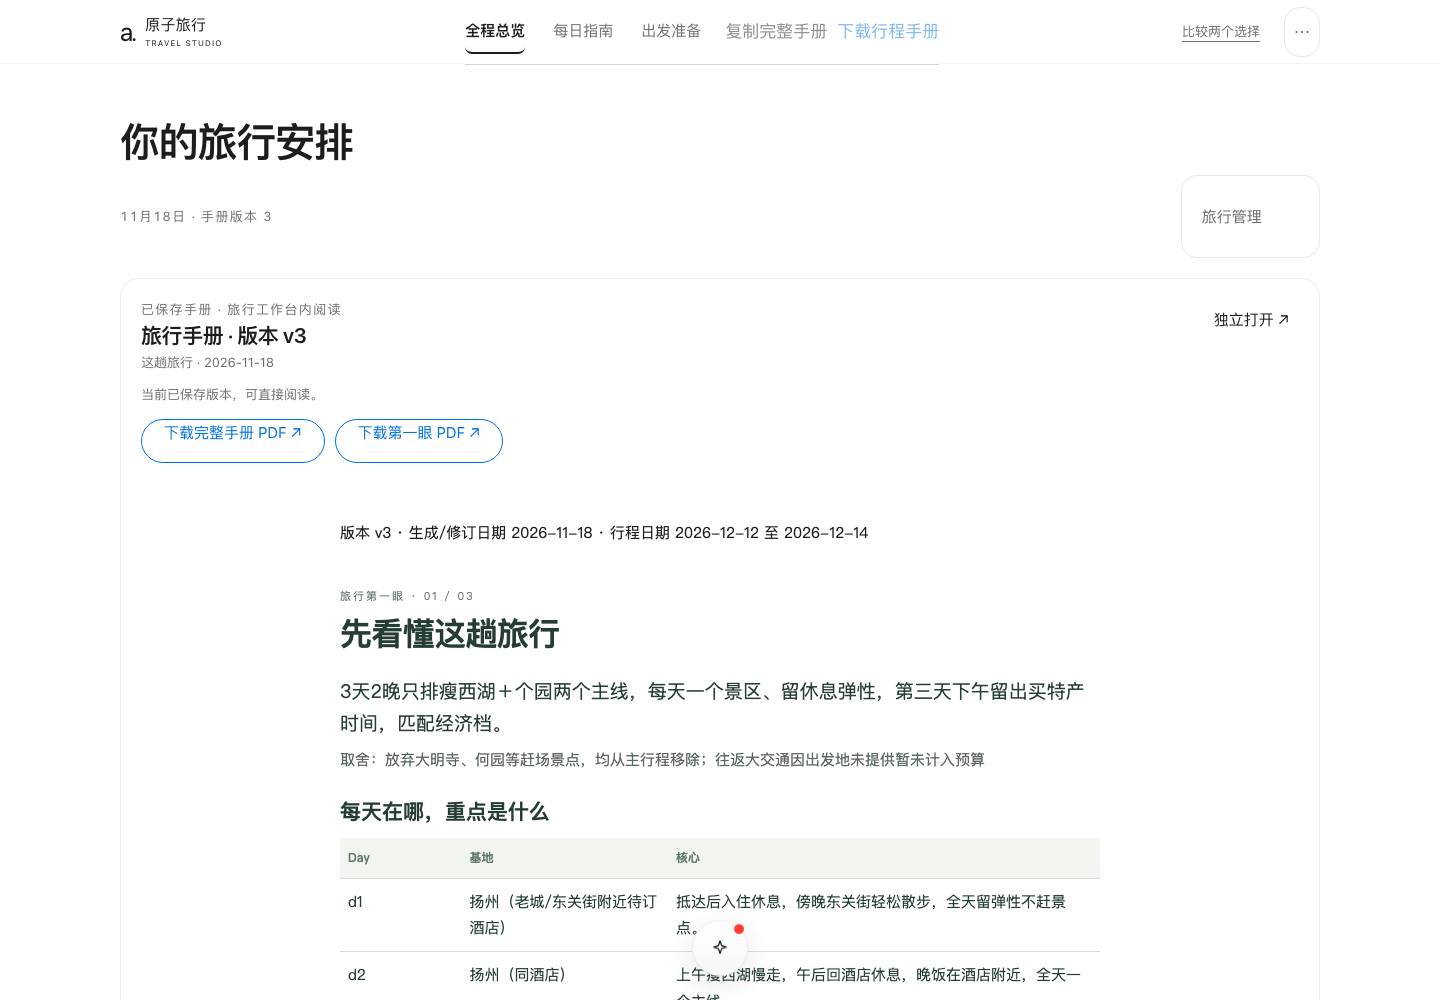 a. 原子旅行
TRAVEL STUDIO
全程总览 每日指南 出发准备 复制完整手册 下载行程手册
比较两个选择
···
你的旅行安排
11月18日 · 手册版本 3
旅行管理
已保存手册 · 旅行工作台内阅读
旅行手册 · 版本 v3
这趟旅行 · 2026-11-18
当前已保存版本，可直接阅读。
独立打开 ↗
下载完整手册 PDF ↗ 下载第一眼 PDF ↗
版本 v3 · 生成/修订日期 2026-11-18 · 行程日期 2026-12-12 至 2026-12-14
旅行第一眼 · 01 / 03
先看懂这趟旅行
3天2晚只排瘦西湖＋个园两个主线，每天一个景区、留休息弹性，第三天下午留出买特产
时间，匹配经济档。
取舍：放弃大明寺、何园等赶场景点，均从主行程移除；往返大交通因出发地未提供暂未计入预算
每天在哪，重点是什么
Day 基地 核心
d1 扬州（老城/东关街附近待订 抵达后入住休息，傍晚东关街轻松散步，全天留弹性不赶景
酒店） 点。
d2 扬州（同酒店） 上午瘦西湖慢走，午后回酒店休息，晚饭在酒店附近，全天一
个主线